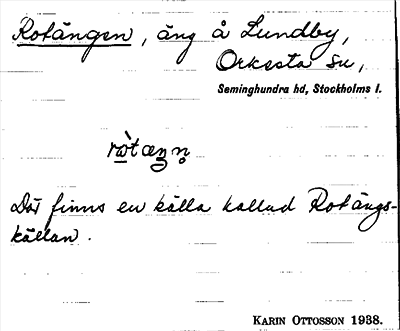 Rotängen, äng å Lundby,
Orkesta sn,
Seminghundra hd, Stockholms l.
Där finns en källa kallad Rotängs-
källan.
KARIN OTTOSSON 1938.